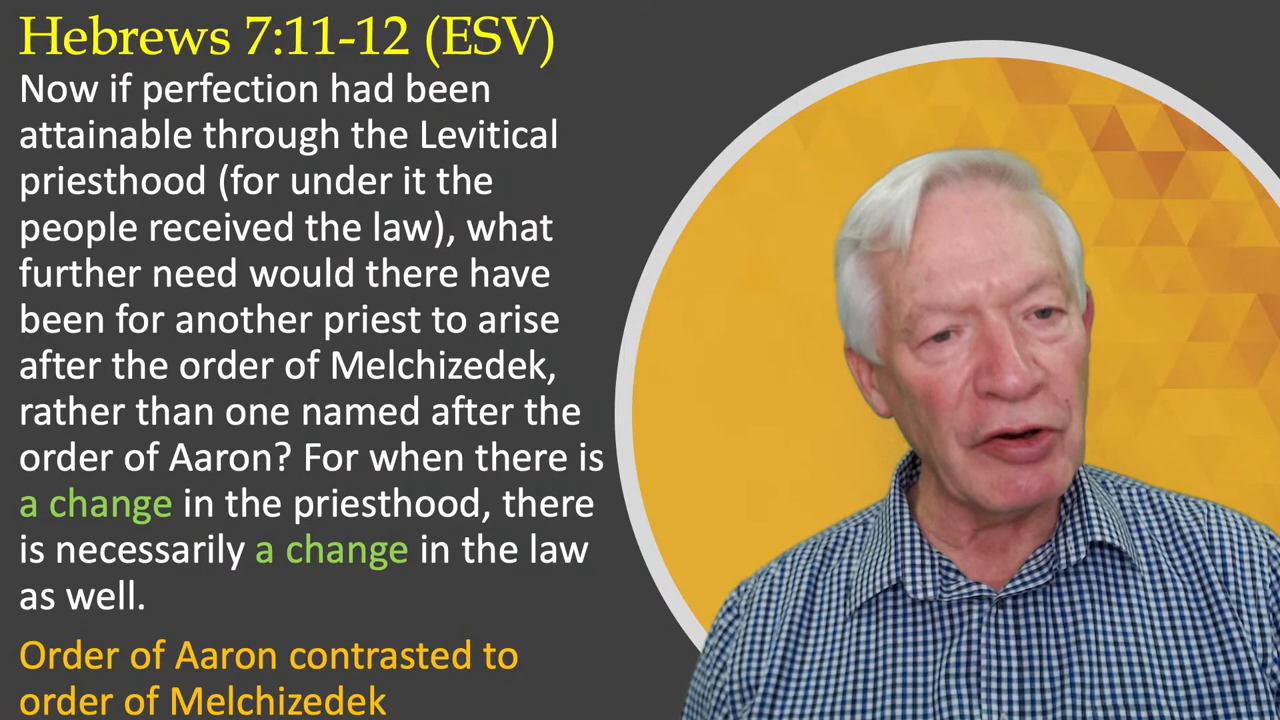 Hebrews 7:11-12 (ESV)
Now if perfection had been
attainable through the Levitical
priesthood (for under it the
people received the law), what
further need would there have
been for another priest to arise
after the order of Melchizedek,
rather than one named after the
order of Aaron? For when there is
a change in the priesthood, there
is necessarily a change in the law
as well.
Order of Aaron contrasted to
order of Melchizedek